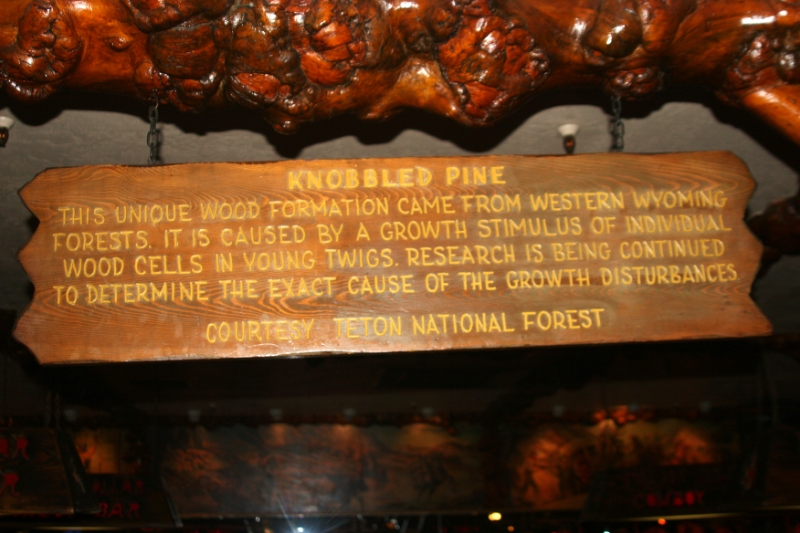 KNOBBLED PINE
THIS UNIQUE WOOD FORMATION CAME FROM WESTERN WYOMING
FORESTS. IT IS CAUSED BY A GROWTH STIMULUS OF INDIVIDUAL
WOOD CELLS IN YOUNG TWIGS. RESEARCH IS BEING CONTINUED
TO DETERMINE THE EXACT CAUSE OF THE GROWTH DISTURBANCES.
COURTESY TETON NATIONAL FOREST